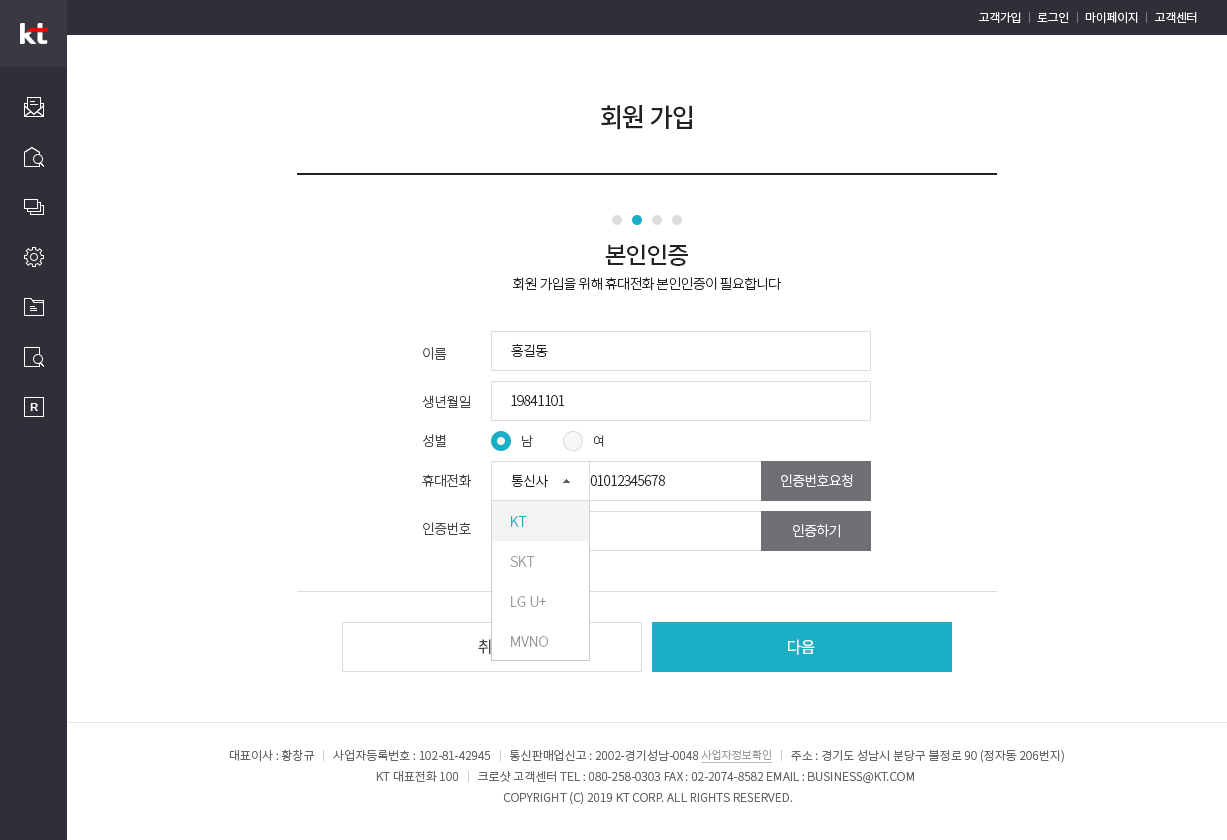 kt
고객가입 로그인 마이페이지 고객센터
회원 가입
본인인증
회원 가입을 위해 휴대전화 본인인증이 필요합니다
이름 홍길동
생년월일 19841101
성별 남 여
휴대전화 통신사 01012345678 인증번호요청
인증번호 인증하기
KT
SKT
LG U+
MVNO
취
다음
R
대표이사 : 황창규 사업자등록번호 : 102-81-42945 통신판매업신고 : 2002-경기성남-0048 사업자정보확인 주소 : 경기도 성남시 분당구 불정로 90 (정자동 206번지)
KT 대표전화 100 크로샷 고객센터 TEL : 080-258-0303 FAX : 02-2074-8582 EMAIL : BUSINESS@KT.COM
COPYRIGHT (C) 2019 KT CORP. ALL RIGHTS RESERVED.